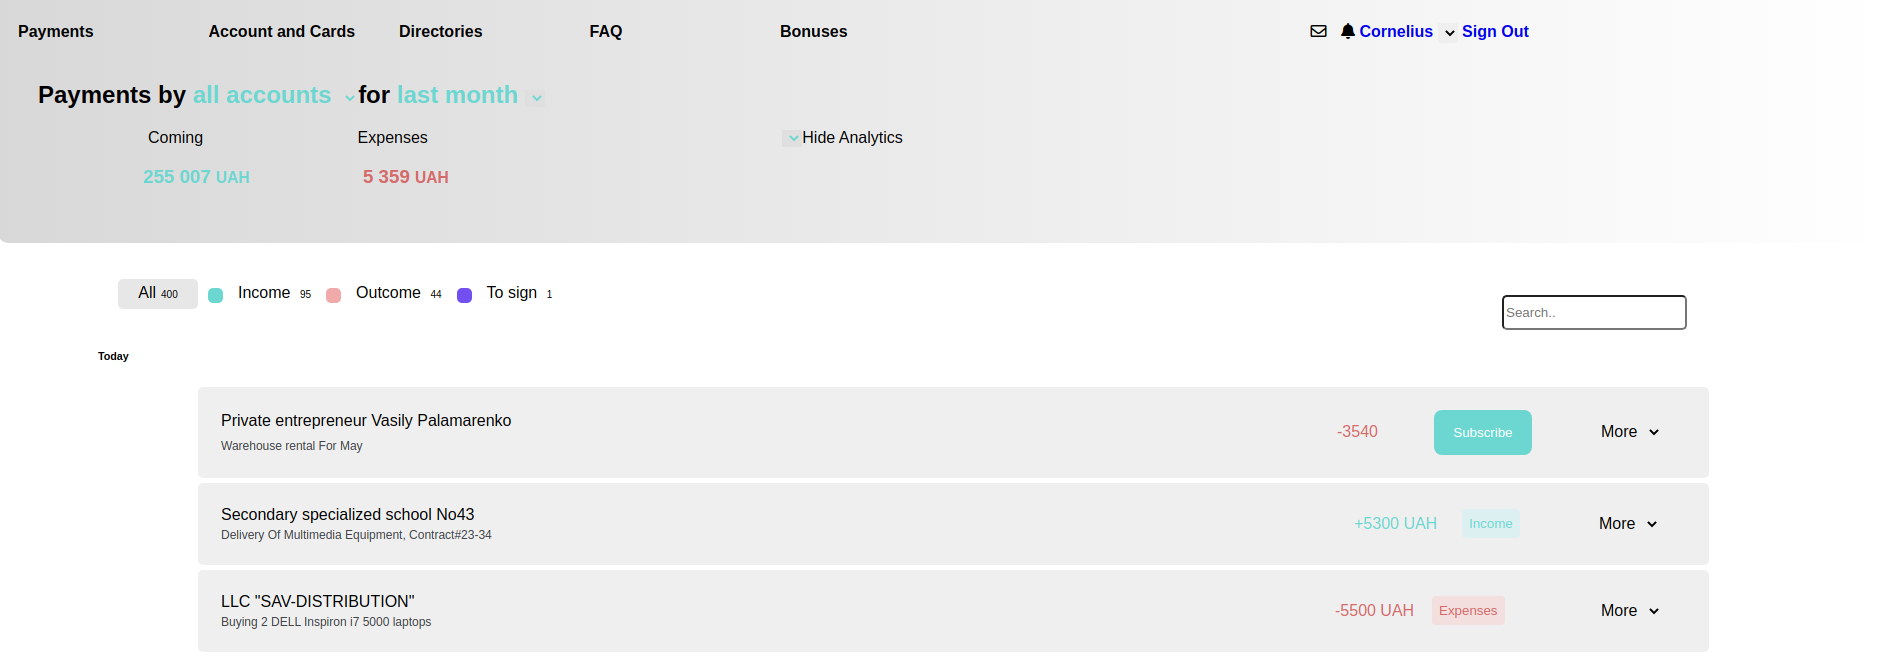 Payments Account and Cards Directories FAQ Bonuses Cornelius Sign Out
Payments by all accounts for last month
Coming Expenses Hide Analytics
255 007 UAH 5 359 UAH
All 400 Income 95 Outcome 44 To sign 1
Search..
Today
Private entrepreneur Vasily Palamarenko
Warehouse rental For May
-3540 Subscribe More
Secondary specialized school No43
Delivery Of Multimedia Equipment, Contract#23-34
+5300 UAH Income More
LLC "SAV-DISTRIBUTION"
Buying 2 DELL Inspiron i7 5000 laptops
-5500 UAH Expenses More